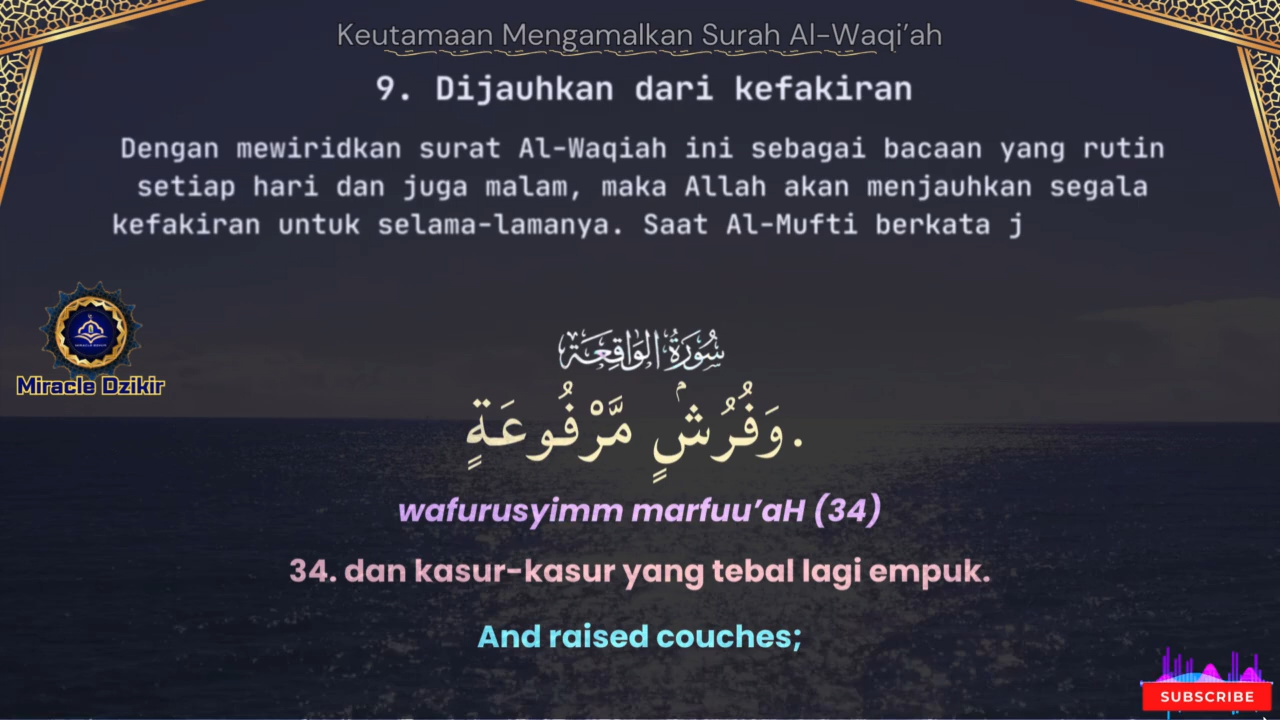 Keutamaan Mengamalkan Surah Al-Waqi’ah
9. Dijauhkan dari kefakiran
Dengan mewiridkan surat Al-Waqiah ini sebagai bacaan yang rutin
setiap hari dan juga malam, maka Allah akan menjauhkan segala
kefakiran untuk selama-lamanya. Saat Al-Mufti berkata j
سُورَةُ الوَاقِعَة
Miracle Dzikir
وَفُرُشٍۢ مَّرْفُوعَةٍ.
wafurusyimm marfuu’aH (34)
34. dan kasur-kasur yang tebal lagi empuk.
And raised couches;
SUBSCRIBE